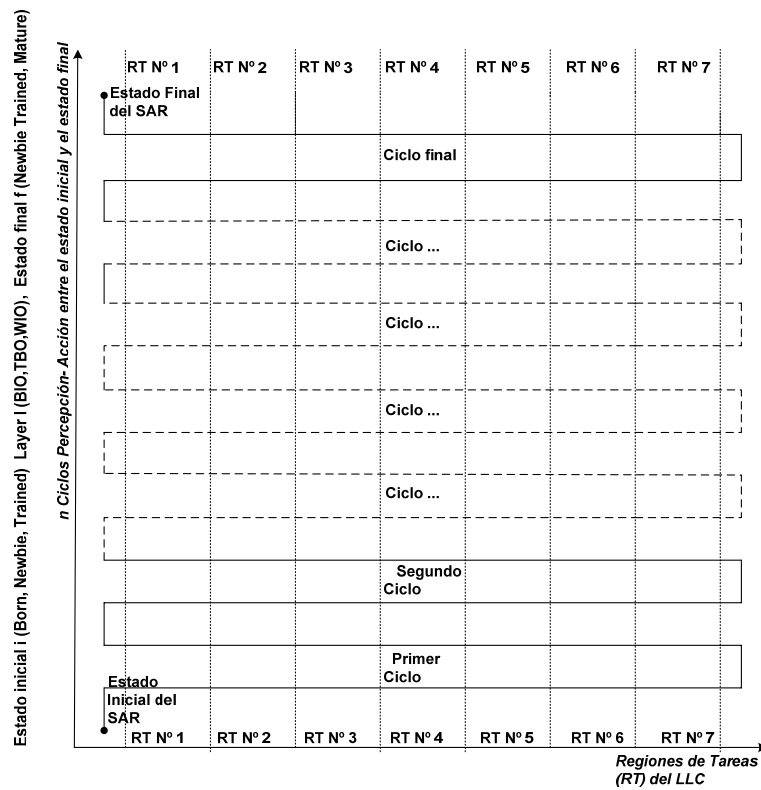 Estado inicial i (Born, Newbie, Trained) Layer l (BIO,TBO,WIO), Estado final f (Newbie Trained, Mature)
n Ciclos Percepción- Acción entre el estado inicial y el estado final
RT Nº 1 RT Nº 2 RT Nº 3 RT Nº 4 RT Nº 5 RT Nº 6 RT Nº 7
Estado Final
del SAR
Ciclo final
Ciclo ...
Ciclo ...
Ciclo ...
Ciclo ...
Segundo
Ciclo
Primer
Ciclo
Estado
Inicial del
SAR
RT Nº 1 RT Nº 2 RT Nº 3 RT Nº 4 RT Nº 5 RT Nº 6 RT Nº 7
Regiones de Tareas
(RT) del LLC